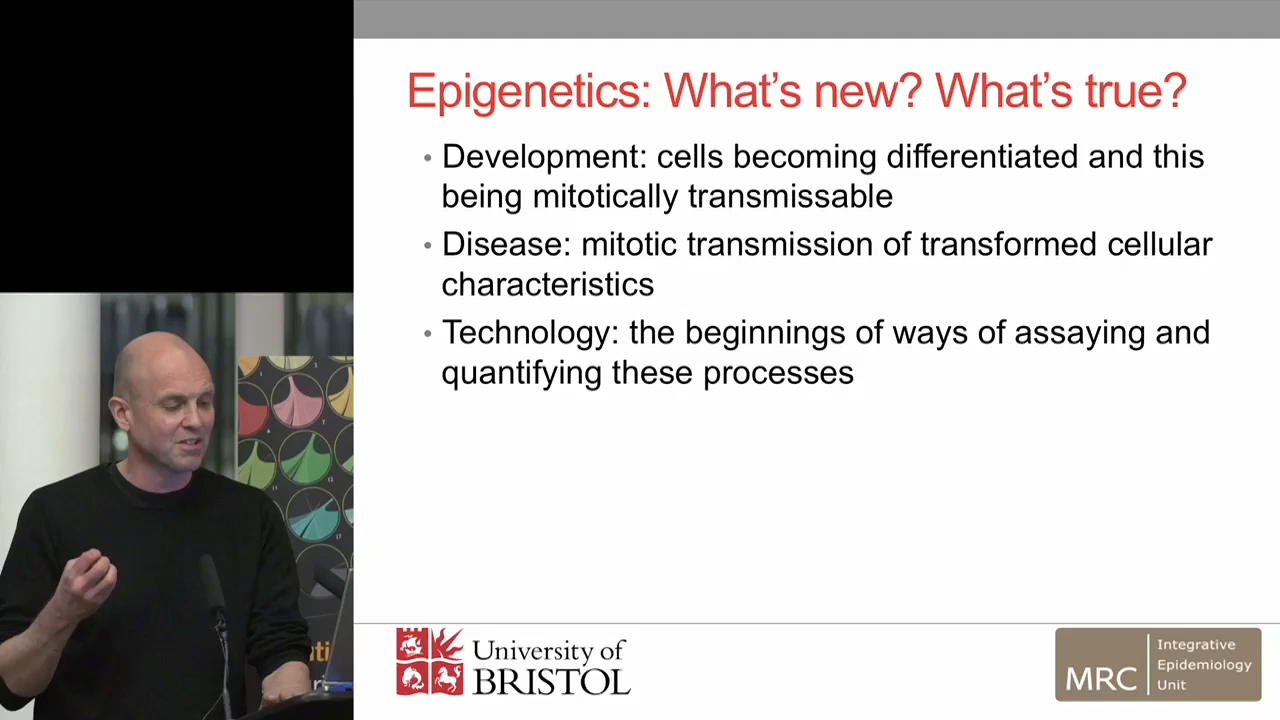 Epigenetics: What's new? What's true?
• Development: cells becoming differentiated and this
being mitotically transmissable
• Disease: mitotic transmission of transformed cellular
characteristics
• Technology: the beginnings of ways of assaying and
quantifying these processes
University of
BRISTOL
MRC
Integrative
Epidemiology
Unit